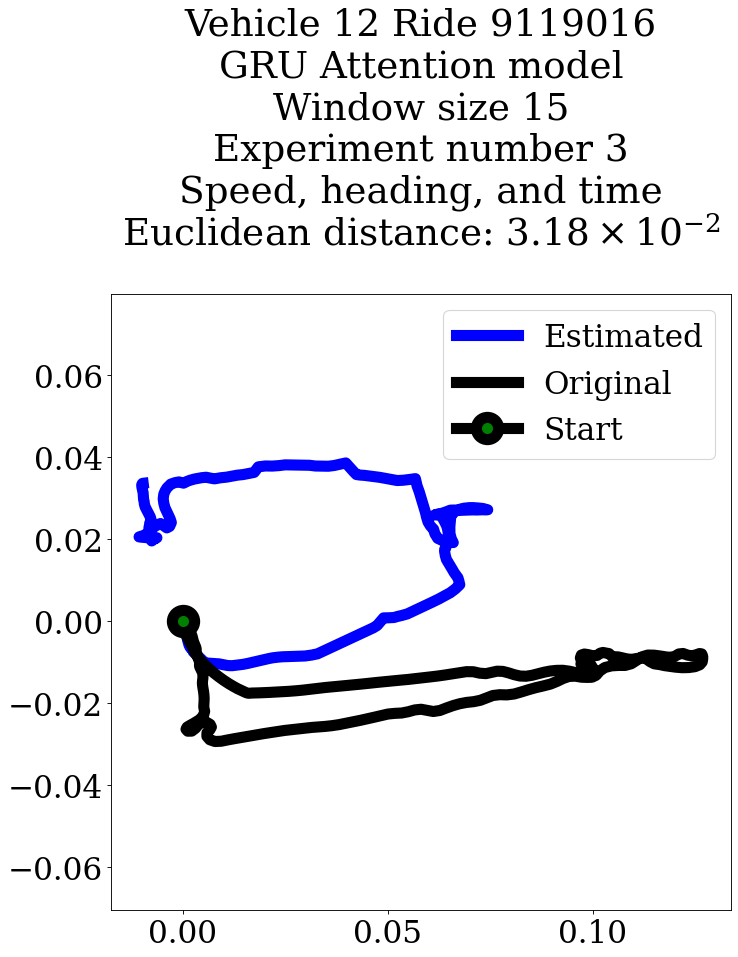 Vehicle 12 Ride 9119016
GRU Attention model
Window size 15
Experiment number 3
Speed, heading, and time
Euclidean distance: 3.18 × 10⁻²
Estimated
Original
Start
0.06
0.04
0.02
0.00
−0.02
−0.04
−0.06
0.00 0.05 0.10